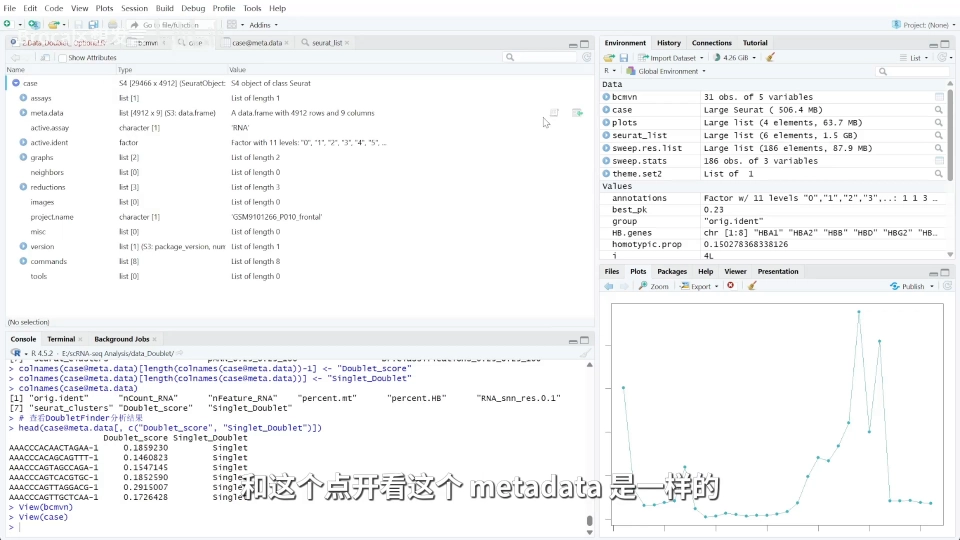 File Edit Code View Plots Session Build Debug Profile Tools Help
Go to file/function Addins Project: (None)
case@meta.data seurat_list
Show Attributes
Name Type Value
case S4 [29466 x 4912] (SeuratObject: S4 object of class Seurat
assays list [1] List of length 1
meta.data list [4912 x 9] (S3: data.frame) A data.frame with 4912 rows and 9 columns
active.assay character [1] 'RNA'
active.ident factor Factor with 11 levels: "0", "1", "2", "3", "4", "5", ...
graphs list [2] List of length 2
neighbors list [0] List of length 0
reductions list [3] List of length 3
images list [0] List of length 0
project.name character [1] 'GSM9101266_P010_frontal'
misc list [0] List of length 0
version list [1] (S3: package_version, num List of length 1
commands list [8] List of length 8
tools list [0] List of length 0
(No selection)
Console Terminal Background Jobs
R 4.5.2 · E:/scRNA-seq Analysis/data_Doublet/
> colnames(case@meta.data)[length(colnames(case@meta.data))-1] <- "Doublet_score"
> colnames(case@meta.data)[length(colnames(case@meta.data))] <- "Singlet_Doublet"
> colnames(case@meta.data)
[1] "orig.ident" "nCount_RNA" "nFeature_RNA" "percent.mt" "percent.HB" "RNA_snn_res.0.1"
[7] "seurat_clusters" "Doublet_score" "Singlet_Doublet"
> # 查看DoubletFinder分析结果
> head(case@meta.data[, c("Doublet_score", "Singlet_Doublet")])
Doublet_score Singlet_Doublet
AAACCCACAACTAGAA-1 0.1859230 Singlet
AAACCCACAGCAGTTT-1 0.1460823 Singlet
AAACCCAGTAGCCAGA-1 0.1547145 Singlet
AAACCCAGTCACGTGC-1 0.1852590 Singlet
AAACCCAGTTAGGACG-1 0.2915007 Singlet
AAACCCAGTTGCTCAA-1 0.1726428 Singlet
> View(bcmvn)
> View(case)
>
Environment History Connections Tutorial
Import Dataset 4.26 GiB List
R Global Environment
Data
bcmvn 31 obs. of 5 variables
case Large Seurat ( 506.4 MB)
plots Large list (4 elements, 63.7 MB)
seurat_list Large list (6 elements, 1.5 GB)
sweep.res.list Large list (186 elements, 87.9 MB)
sweep.stats 186 obs. of 3 variables
theme.set2 List of 1
Values
annotations Factor w/ 11 levels "0","1","2","3",..: 1 1 3 …
best_pk 0.23
group "orig.ident"
HB.genes chr [1:8] "HBA1" "HBA2" "HBB" "HBD" "HBG2" "HB…
homotypic.prop 0.150278368338126
i 4L
Files Plots Packages Help Viewer Presentation
Zoom Export Publish
和这个点开看这个 metadata 是一样的